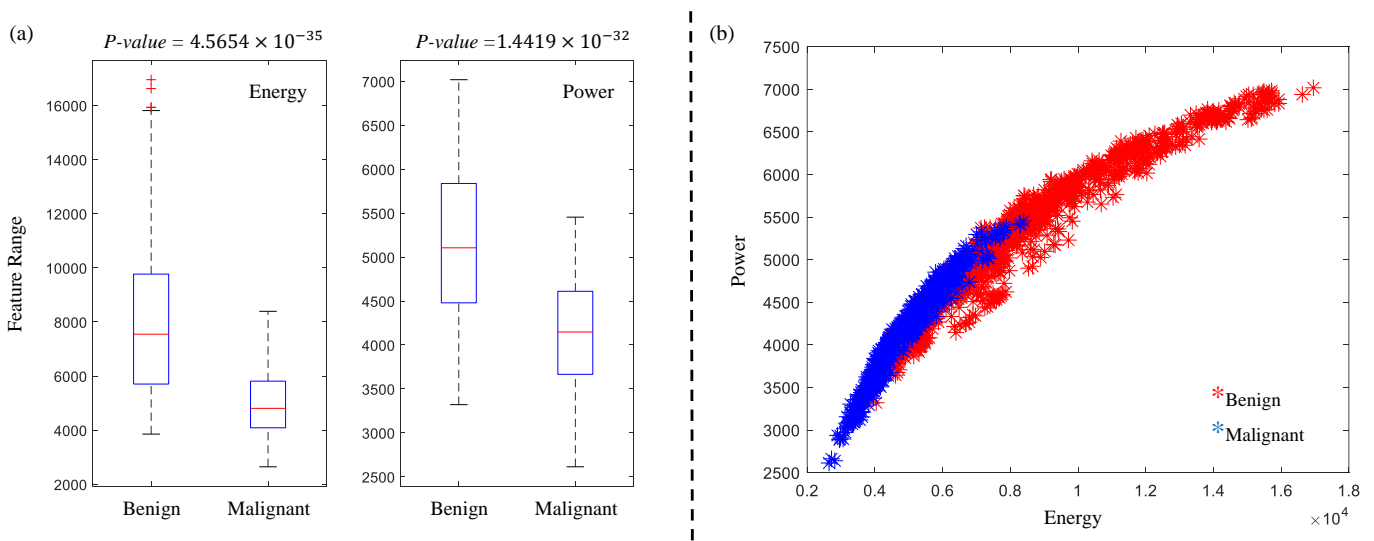 (a)
P-value = 4.5654 × 10⁻³⁵
P-value =1.4419 × 10⁻³²
Energy
Power
Feature Range
16000
14000
12000
10000
8000
6000
4000
2000
7000
6500
6000
5500
5000
4500
4000
3500
3000
2500
Benign
Malignant
Benign
Malignant
(b)
7500
7000
6500
6000
5500
5000
4500
4000
3500
3000
2500
Power
*Benign
*Malignant
0.2
0.4
0.6
0.8
1
1.2
1.4
1.6
1.8
Energy
×10⁴